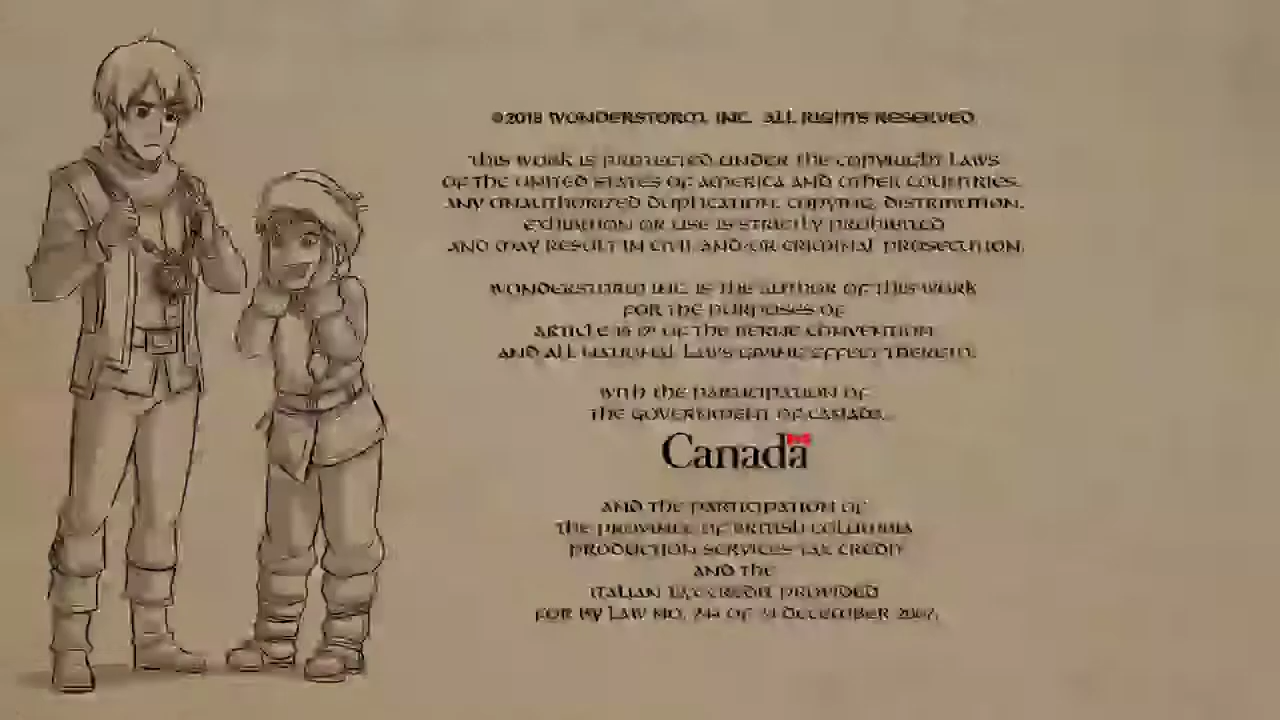 ©2018 WONDERSTORM, INC. ALL RIGHTS RESERVED.
THIS WORK IS PROTECTED UNDER THE COPYRIGHT LAWS
OF THE UNITED STATES OF AMERICA AND OTHER COUNTRIES.
ANY UNAUTHORIZED DUPLICATION, COPYING, DISTRIBUTION,
EXHIBITION OR USE IS STRICTLY PROHIBITED
AND MAY RESULT IN CIVIL AND/OR CRIMINAL PROSECUTION.
WONDERSTORM INC. IS THE AUTHOR OF THIS WORK
FOR THE PURPOSES OF
ARTICLE OF THE BERNE CONVENTION
AND ALL NATIONAL LAWS GIVING EFFECT THERETO.
WITH THE PARTICIPATION OF
THE GOVERNMENT OF CANADA.
Canada
AND THE PARTICIPATION OF
THE PROVINCE OF BRITISH COLUMBIA
PRODUCTION SERVICES TAX CREDIT
AND THE
ITALIAN TAX CREDIT PROVIDED
FOR BY LAW NO. OF DECEMBER 2007.